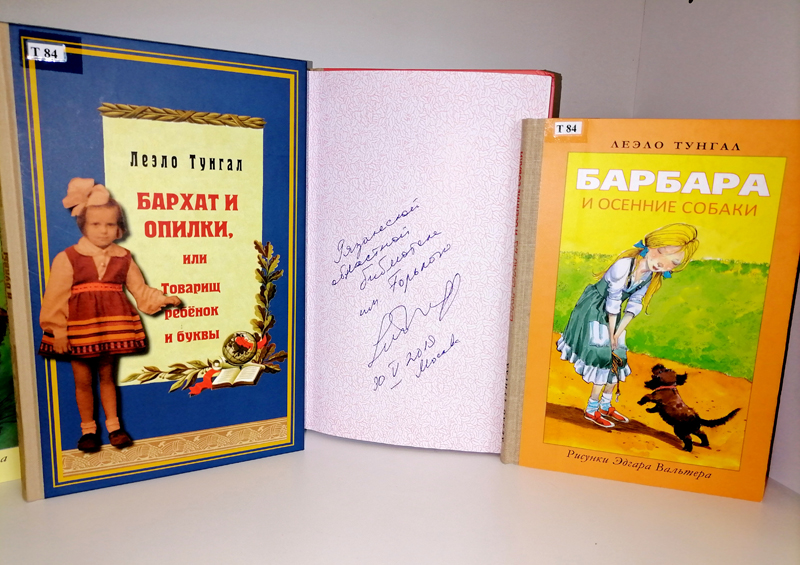 Т 84
Леэло Тунгал
БАРХАТ И
ОПИЛКИ,
или
Товарищ
ребёнок
и буквы
Рязанской
областной
библиотеке
им Горького
20 V 2010
Москва
Т 84
ЛЕЭЛО ТУНГАЛ
БАРБАРА
И ОСЕННИЕ СОБАКИ
Рисунки Эдгара Вальтера